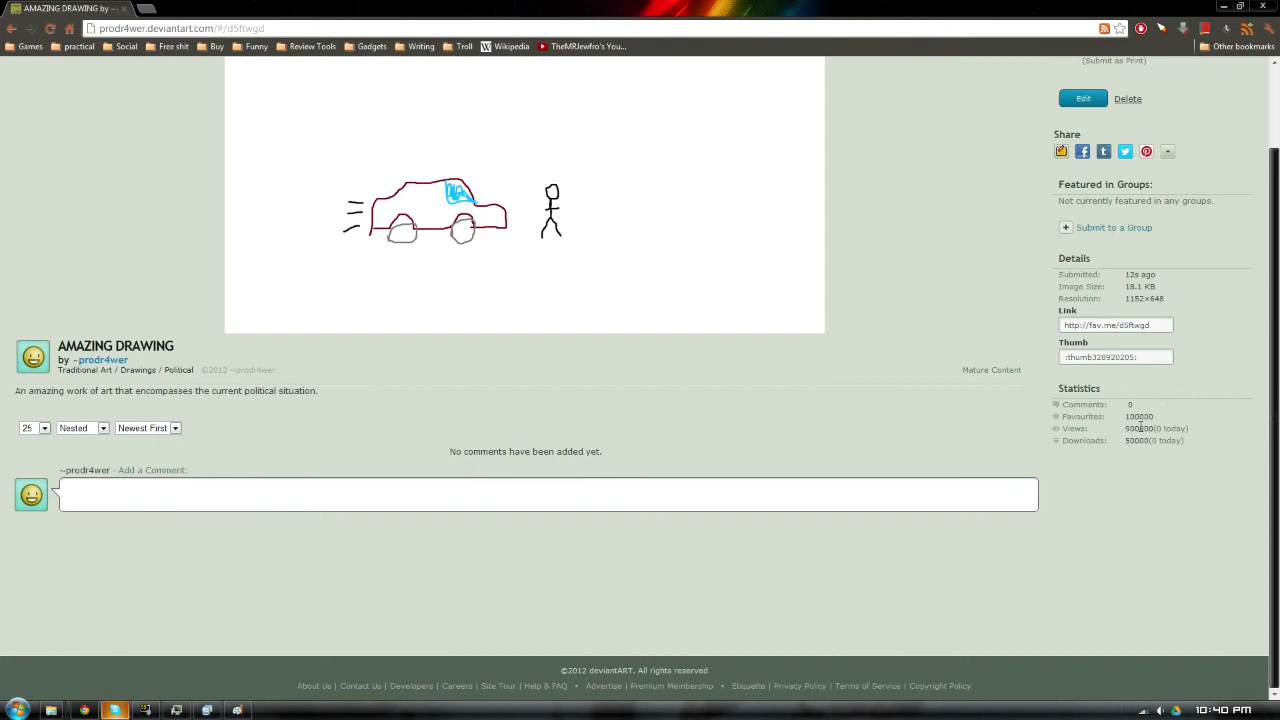 AMAZING DRAWING by ~
prodr4wer.deviantart.com/#/d5ftwgd
Games practical Social Free shit Buy Funny Review Tools Gadgets Writing Troll Wikipedia TheMRJewfro's You... Other bookmarks
(Submit as Print)
Edit Delete
Share
Featured in Groups:
Not currently featured in any groups.
+ Submit to a Group
Details
Submitted: 12s ago
Image Size: 18.1 KB
Resolution: 1152×648
Link
http://fav.me/d5ftwgd
Thumb
:thumb328920205:
Statistics
Comments: 0
Favourites: 100000
Views: 900000(0 today)
Downloads: 50000(0 today)
AMAZING DRAWING
by ~prodr4wer
Traditional Art / Drawings / Political ©2012 ~prodr4wer Mature Content
An amazing work of art that encompasses the current political situation.
25 Nested Newest First
No comments have been added yet.
~prodr4wer - Add a Comment:
©2012 deviantART. All rights reserved
About Us | Contact Us | Developers | Careers | Site Tour | Help & FAQ • Advertise | Premium Membership • Etiquette | Privacy Policy | Terms of Service | Copyright Policy
10:40 PM